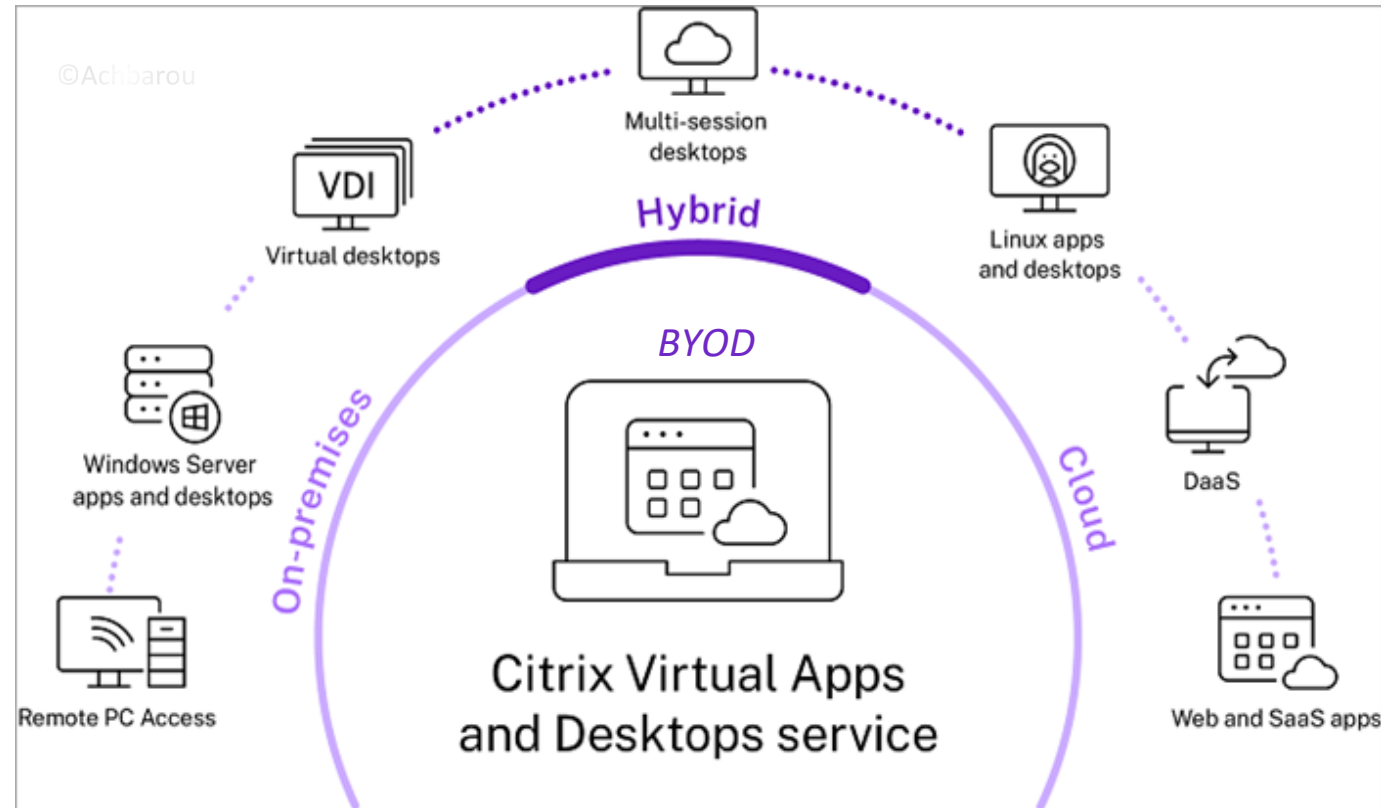 ©Achbarou
Multi-session
desktops
VDI
Virtual desktops
Hybrid
Linux apps
and desktops
BYOD
On-premises
Windows Server
apps and desktops
Cloud
DaaS
Remote PC Access
Citrix Virtual Apps
and Desktops service
Web and SaaS apps